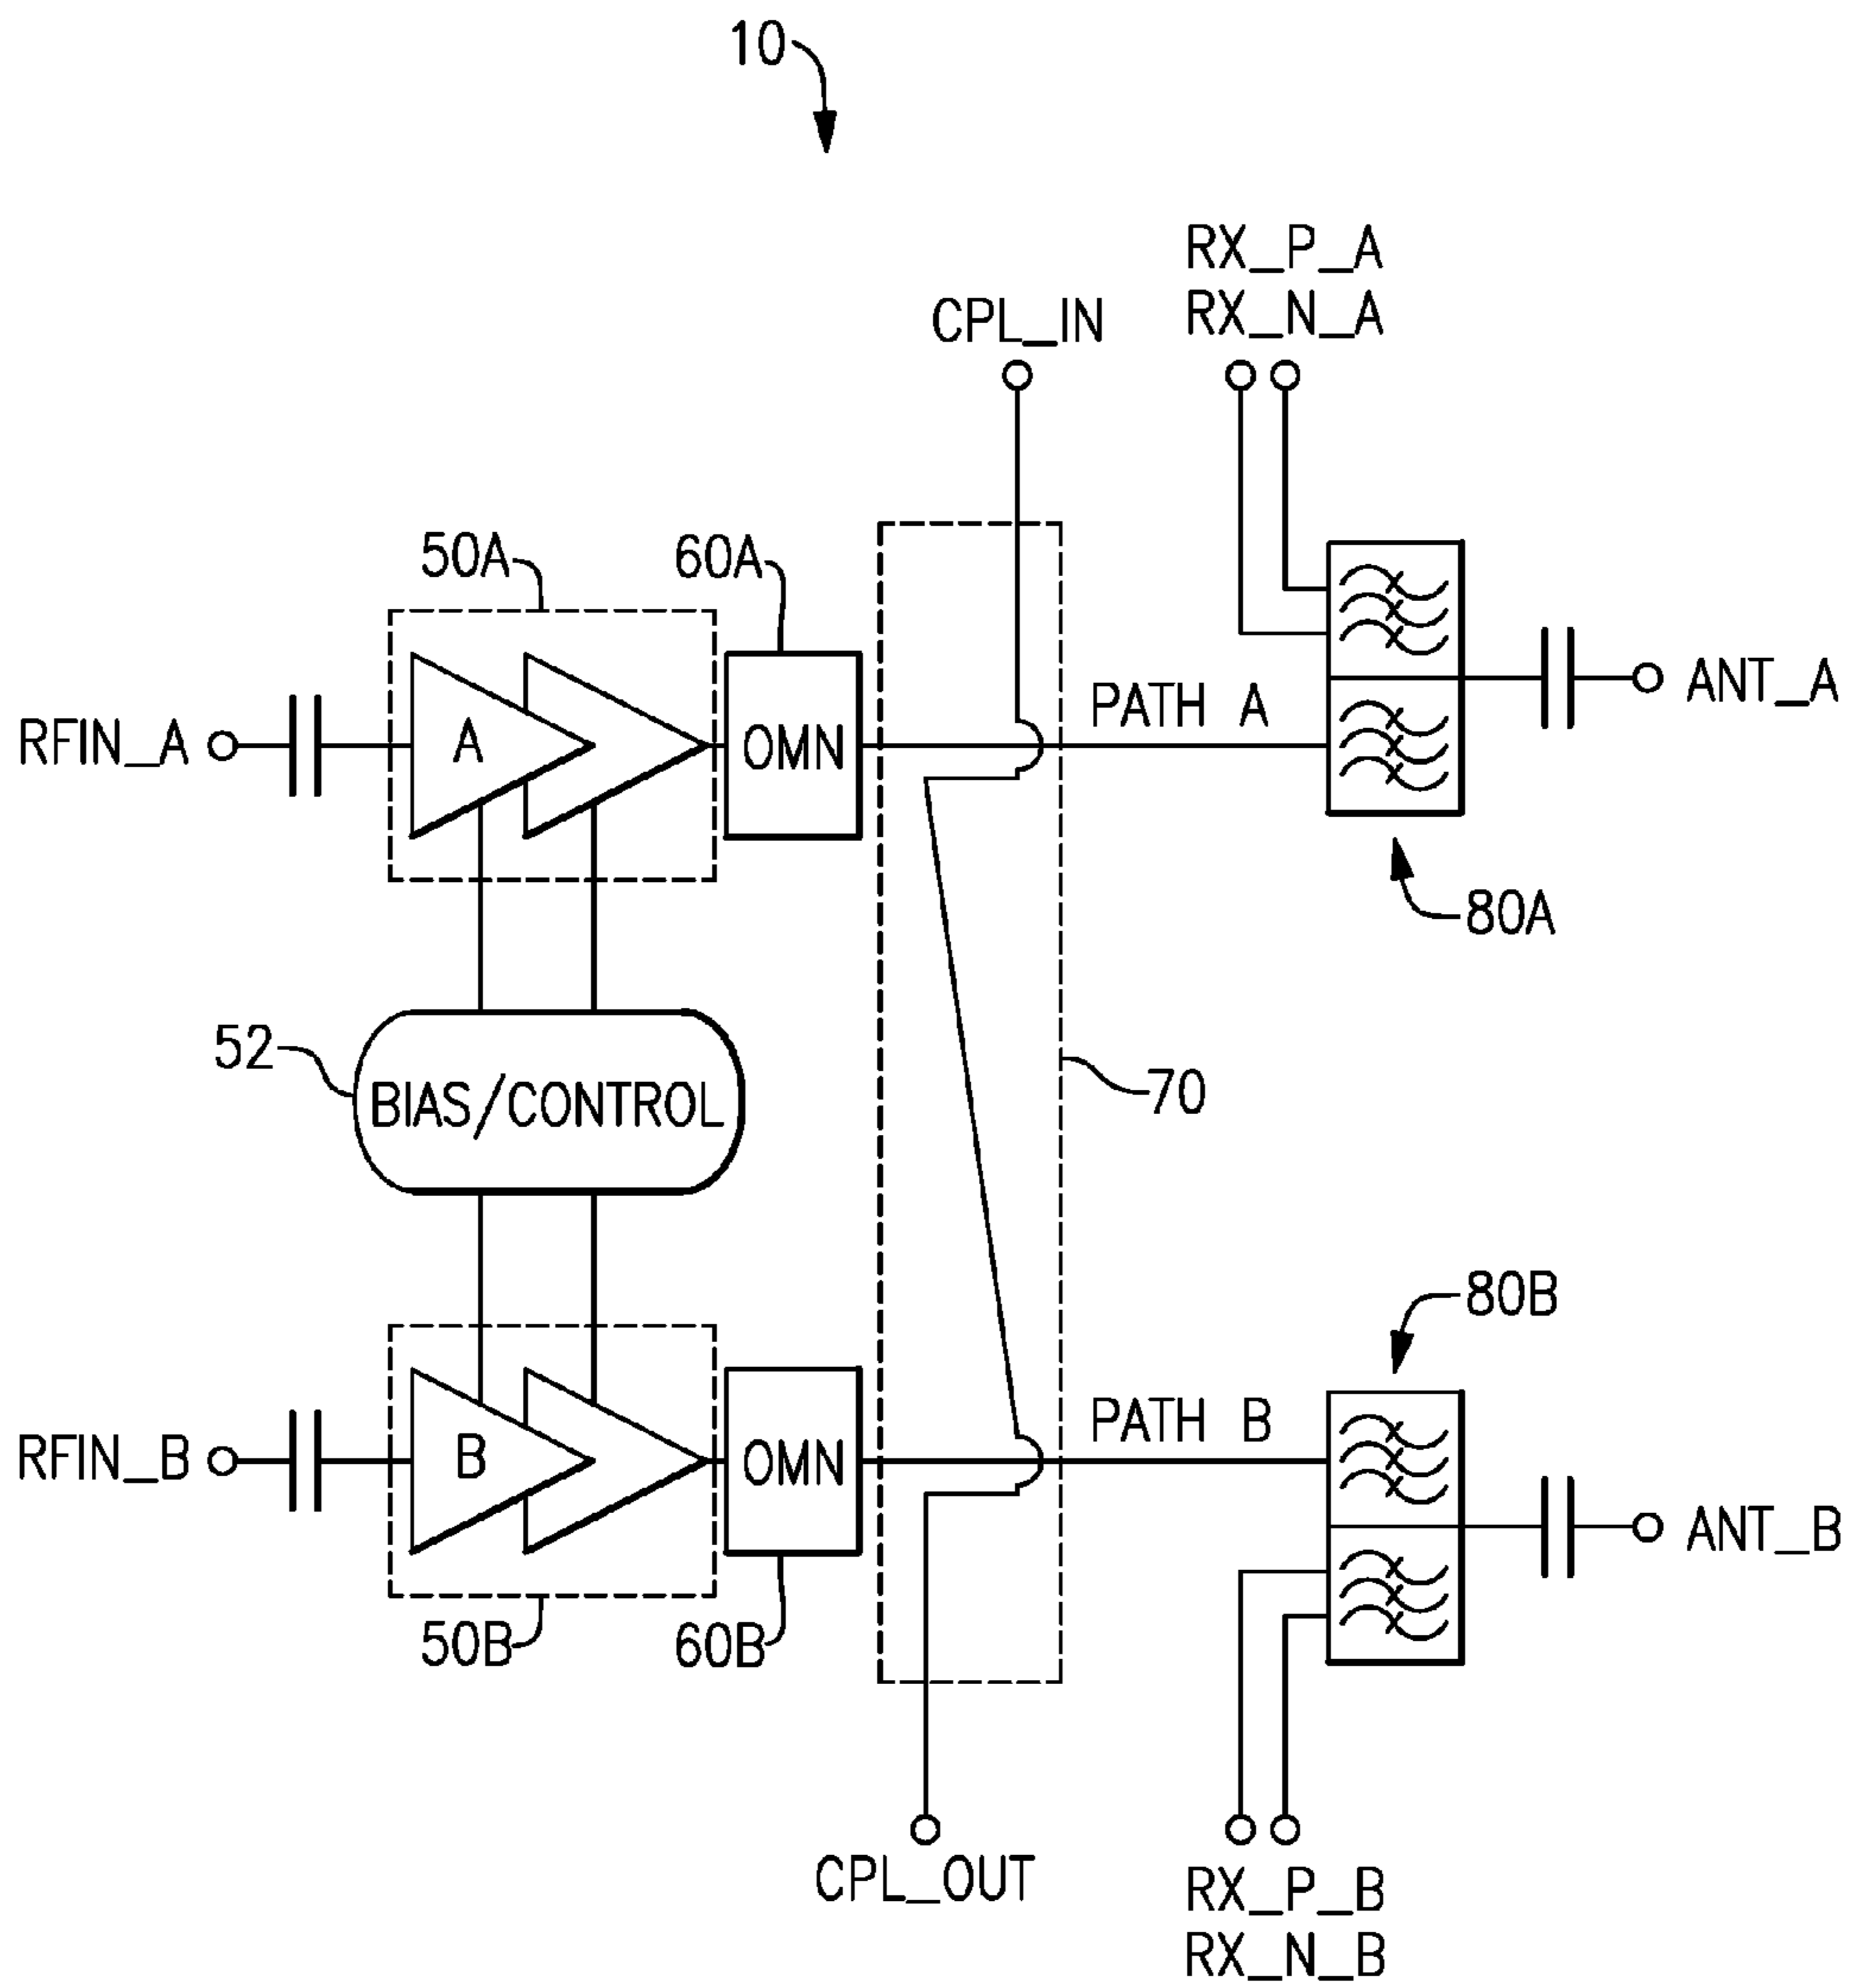 10
RX_P_A
RX_N_A
CPL_IN
50A
60A
PATH A
ANT_A
RFIN_A
A
OMN
80A
52
BIAS/CONTROL
70
80B
PATH B
RFIN_B
B
OMN
ANT_B
50B
60B
CPL_OUT
RX_P_B
RX_N_B